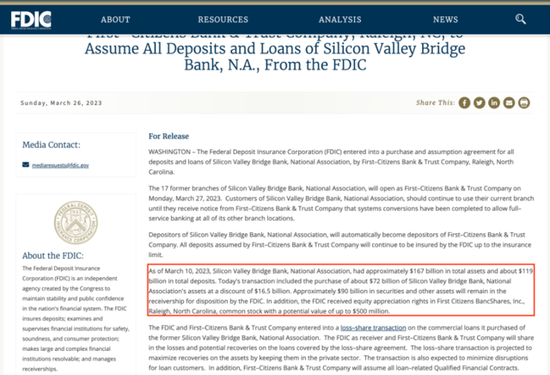 FDIC
ABOUT
RESOURCES
ANALYSIS
NEWS
First–Citizens Bank & Trust Company, Raleigh, NC, to
Assume All Deposits and Loans of Silicon Valley Bridge
Bank, N.A., From the FDIC
Sunday, March 26, 2023
Share This:
Media Contact:
mediarequests@fdic.gov
About the FDIC:
The Federal Deposit Insurance
Corporation (FDIC) is an
independent agency
created by the Congress to
maintain stability and public
confidence in the nation's
financial system. The FDIC
insures deposits; examines and
supervises financial institutions for safety,
soundness, and consumer protection;
makes large and complex financial
institutions resolvable; and manages
receiverships.
For Release
WASHINGTON – The Federal Deposit Insurance Corporation (FDIC) entered into a purchase and assumption agreement for all
deposits and loans of Silicon Valley Bridge Bank, National Association, by First–Citizens Bank & Trust Company, Raleigh, North
Carolina.
The 17 former branches of Silicon Valley Bridge Bank, National Association, will open as First–Citizens Bank & Trust Company on
Monday, March 27, 2023. Customers of Silicon Valley Bridge Bank, National Association, should continue to use their current branch
until they receive notice from First–Citizens Bank & Trust Company that systems conversions have been completed to allow full–
service banking at all of its other branch locations.
Depositors of Silicon Valley Bridge Bank, National Association, will automatically become depositors of First–Citizens Bank & Trust
Company. All deposits assumed by First–Citizens Bank & Trust Company will continue to be insured by the FDIC up to the insurance
limit.
As of March 10, 2023, Silicon Valley Bridge Bank, National Association, had approximately $167 billion in total assets and about $119
billion in total deposits. Today's transaction included the purchase of about $72 billion of Silicon Valley Bridge Bank, National
Association's assets at a discount of $16.5 billion. Approximately $90 billion in securities and other assets will remain in the
receivership for disposition by the FDIC. In addition, the FDIC received equity appreciation rights in First Citizens BancShares, Inc.,
Raleigh, North Carolina, common stock with a potential value of up to $500 million.
The FDIC and First–Citizens Bank & Trust Company entered into a loss–share transaction on the commercial loans it purchased of
the former Silicon Valley Bridge Bank, National Association. The FDIC as receiver and First–Citizens Bank & Trust Company will share
in the losses and potential recoveries on the loans covered by the loss–share agreement. The loss–share transaction is projected to
maximize recoveries on the assets by keeping them in the private sector. The transaction is also expected to minimize disruptions
for loan customers. In addition, First–Citizens Bank & Trust Company will assume all loan–related Qualified Financial Contracts.